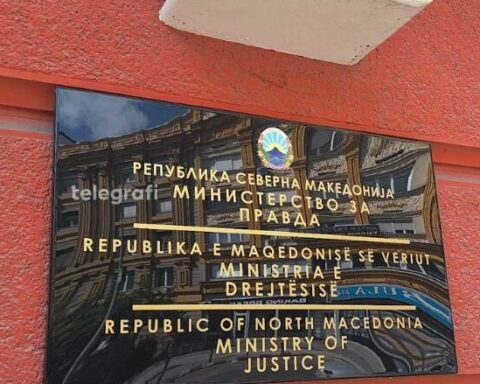 telegrafi
РЕПУБЛИКА СЕВЕРНА МАКЕДОНИЈА
МИНИСТЕРСТВО ЗА
ПРАВДА
REPUBLIKA E MAQEDONISË SË VERIUT
MINISTRIA E
DREJTËSISË
REPUBLIC OF NORTH MACEDONIA
MINISTRY OF
JUSTICE